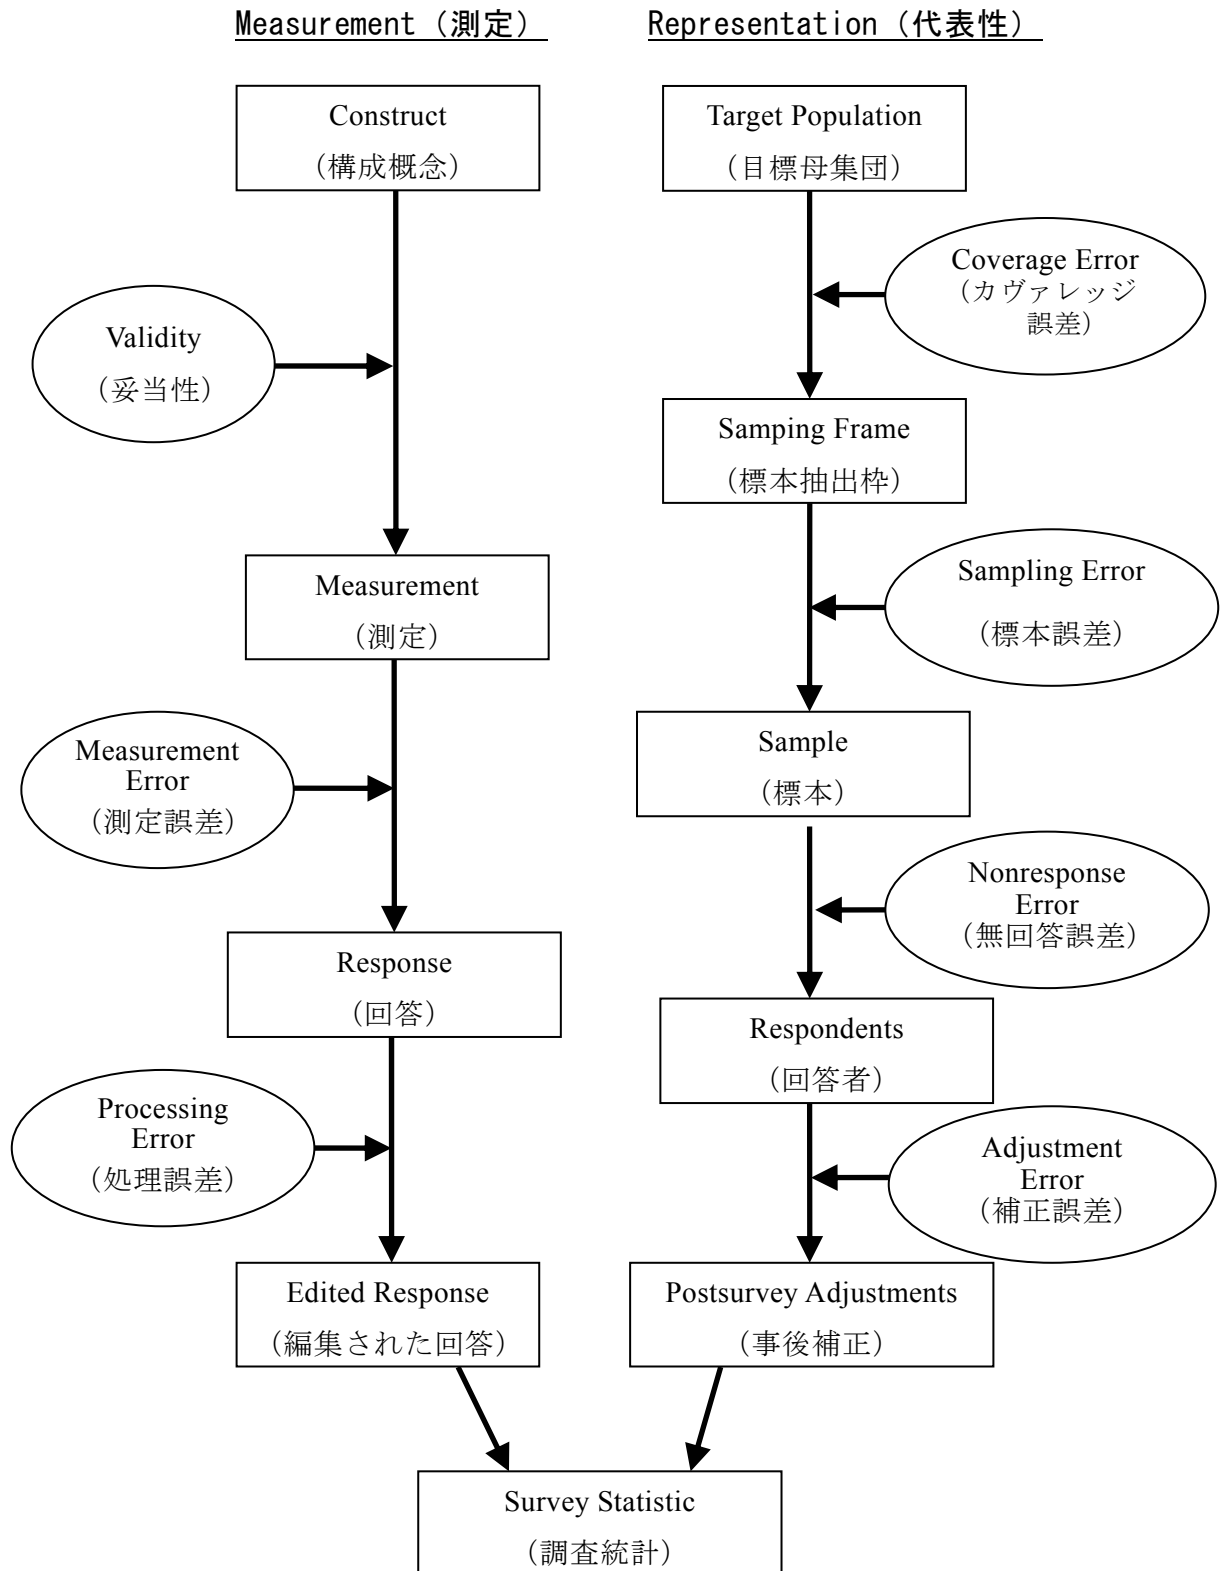 Measurement（測定）
Representation（代表性）
Construct
（構成概念）
Validity
（妥当性）
Measurement
（測定）
Measurement
Error
（測定誤差）
Response
（回答）
Processing
Error
（処理誤差）
Edited Response
（編集された回答）
Target Population
（目標母集団）
Coverage Error
（カヴァレッジ
誤差）
Samping Frame
（標本抽出枠）
Sampling Error
（標本誤差）
Sample
（標本）
Nonresponse
Error
（無回答誤差）
Respondents
（回答者）
Adjustment
Error
（補正誤差）
Postsurvey Adjustments
（事後補正）
Survey Statistic
（調査統計）